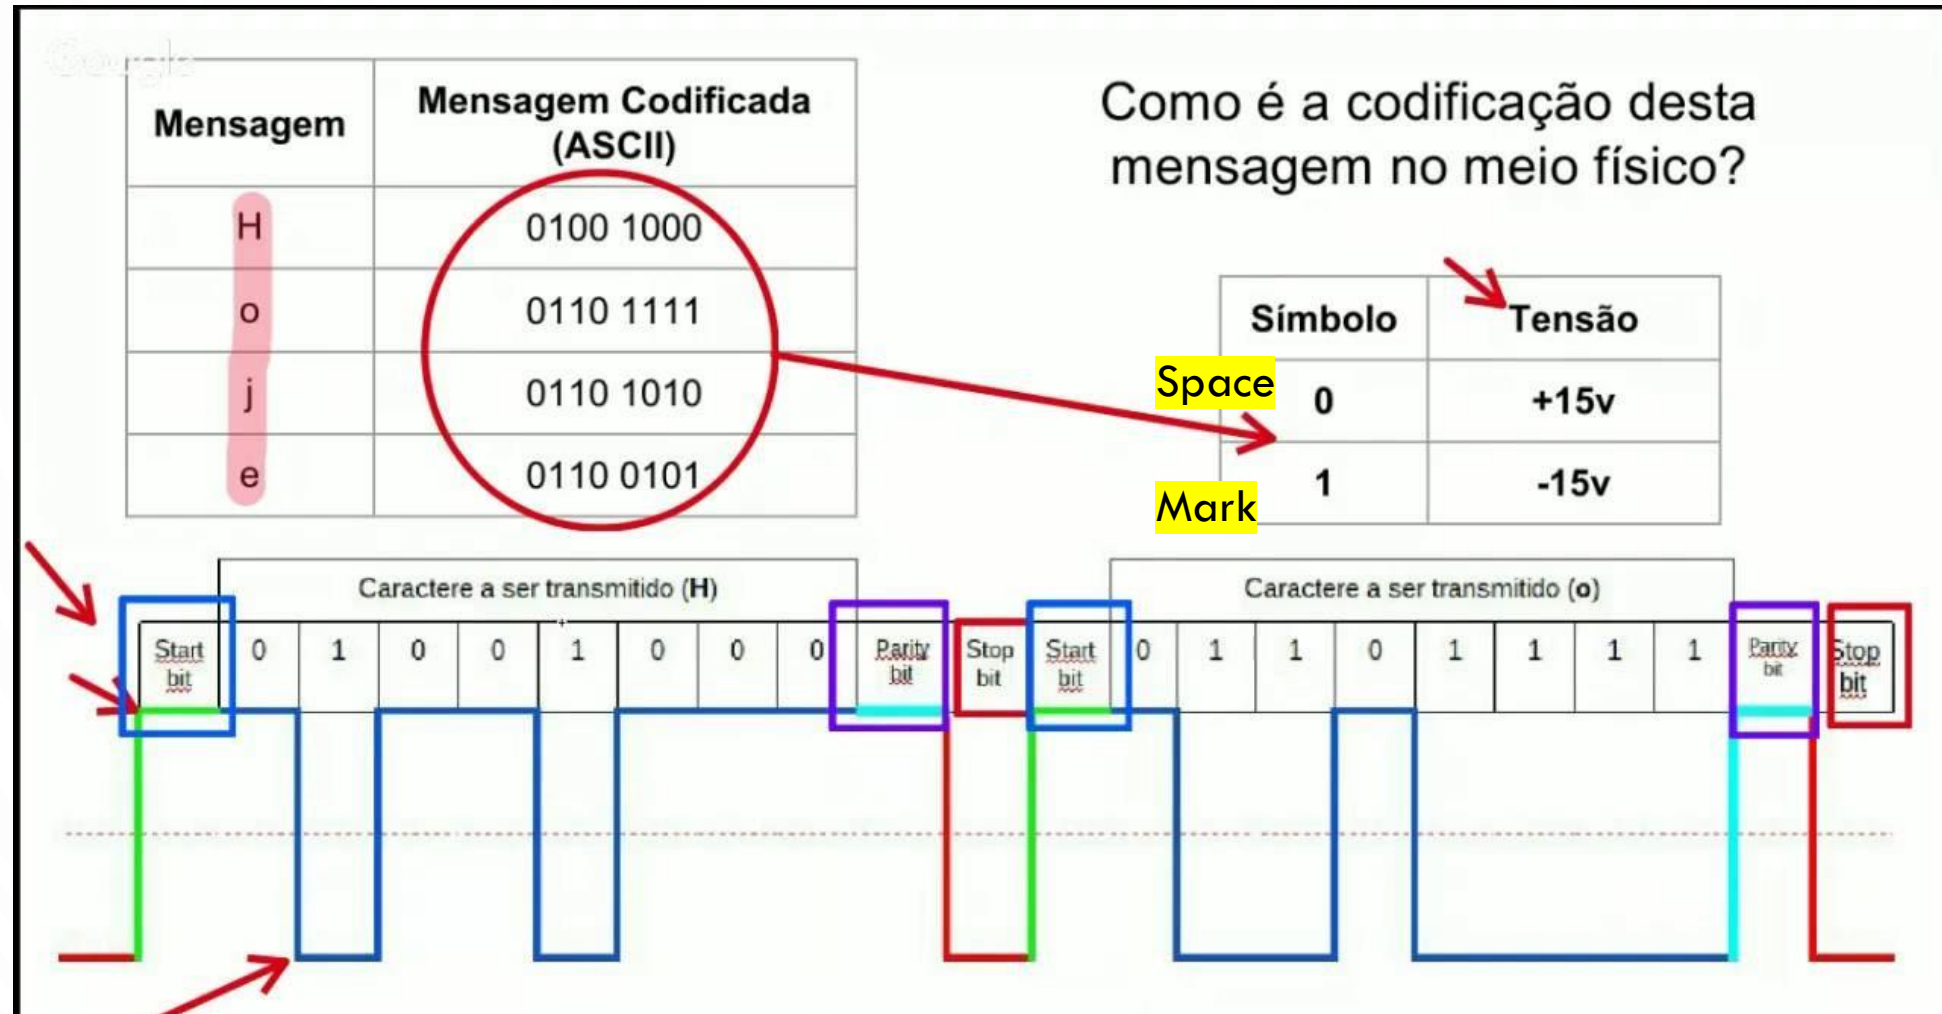 Google
Mensagem
Mensagem Codificada
(ASCII)
H
0100 1000
o
0110 1111
j
0110 1010
e
0110 0101
Como é a codificação desta
mensagem no meio físico?
Símbolo
Tensão
Space
0
+15v
Mark
1
-15v
Caractere a ser transmitido (H)
Caractere a ser transmitido (o)
Start
bit
0
1
0
0
1
0
0
0
Parity
bit
Stop
bit
Start
bit
0
1
1
0
1
1
1
1
Parity
bit
Stop
bit